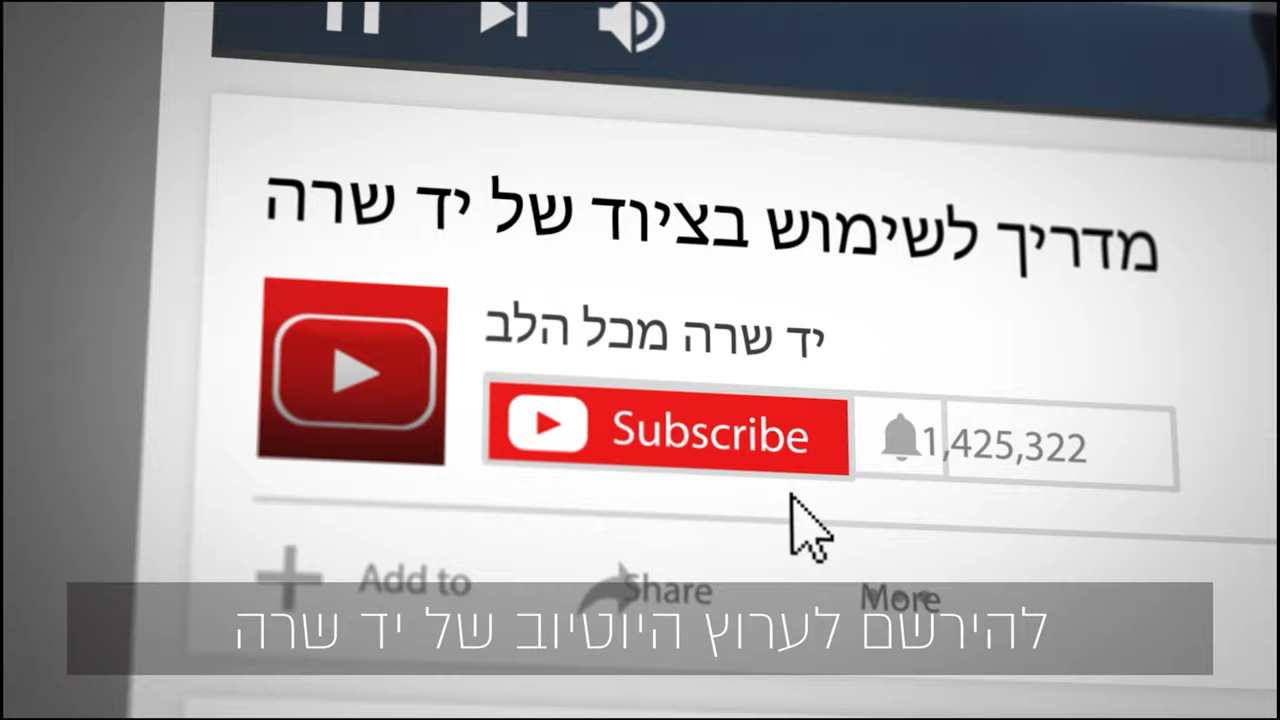 מדריך לשימוש בציוד של יד שרה
יד שרה מכל הלב
Subscribe 1,425,322
Add to Share More
להירשם לערוץ היוטיוב של יד שרה